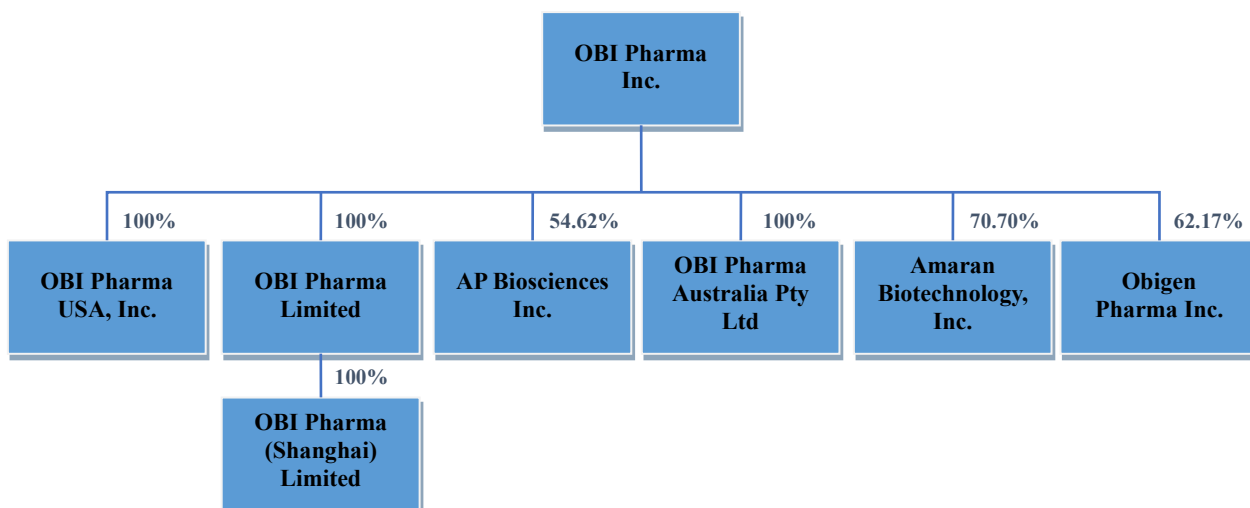 OBI Pharma
Inc.
100%
100%
54.62%
100%
70.70%
62.17%
OBI Pharma
USA, Inc.
OBI Pharma
Limited
AP Biosciences
Inc.
OBI Pharma
Australia Pty
Ltd
Amaran
Biotechnology,
Inc.
Obigen
Pharma Inc.
100%
OBI Pharma
(Shanghai)
Limited